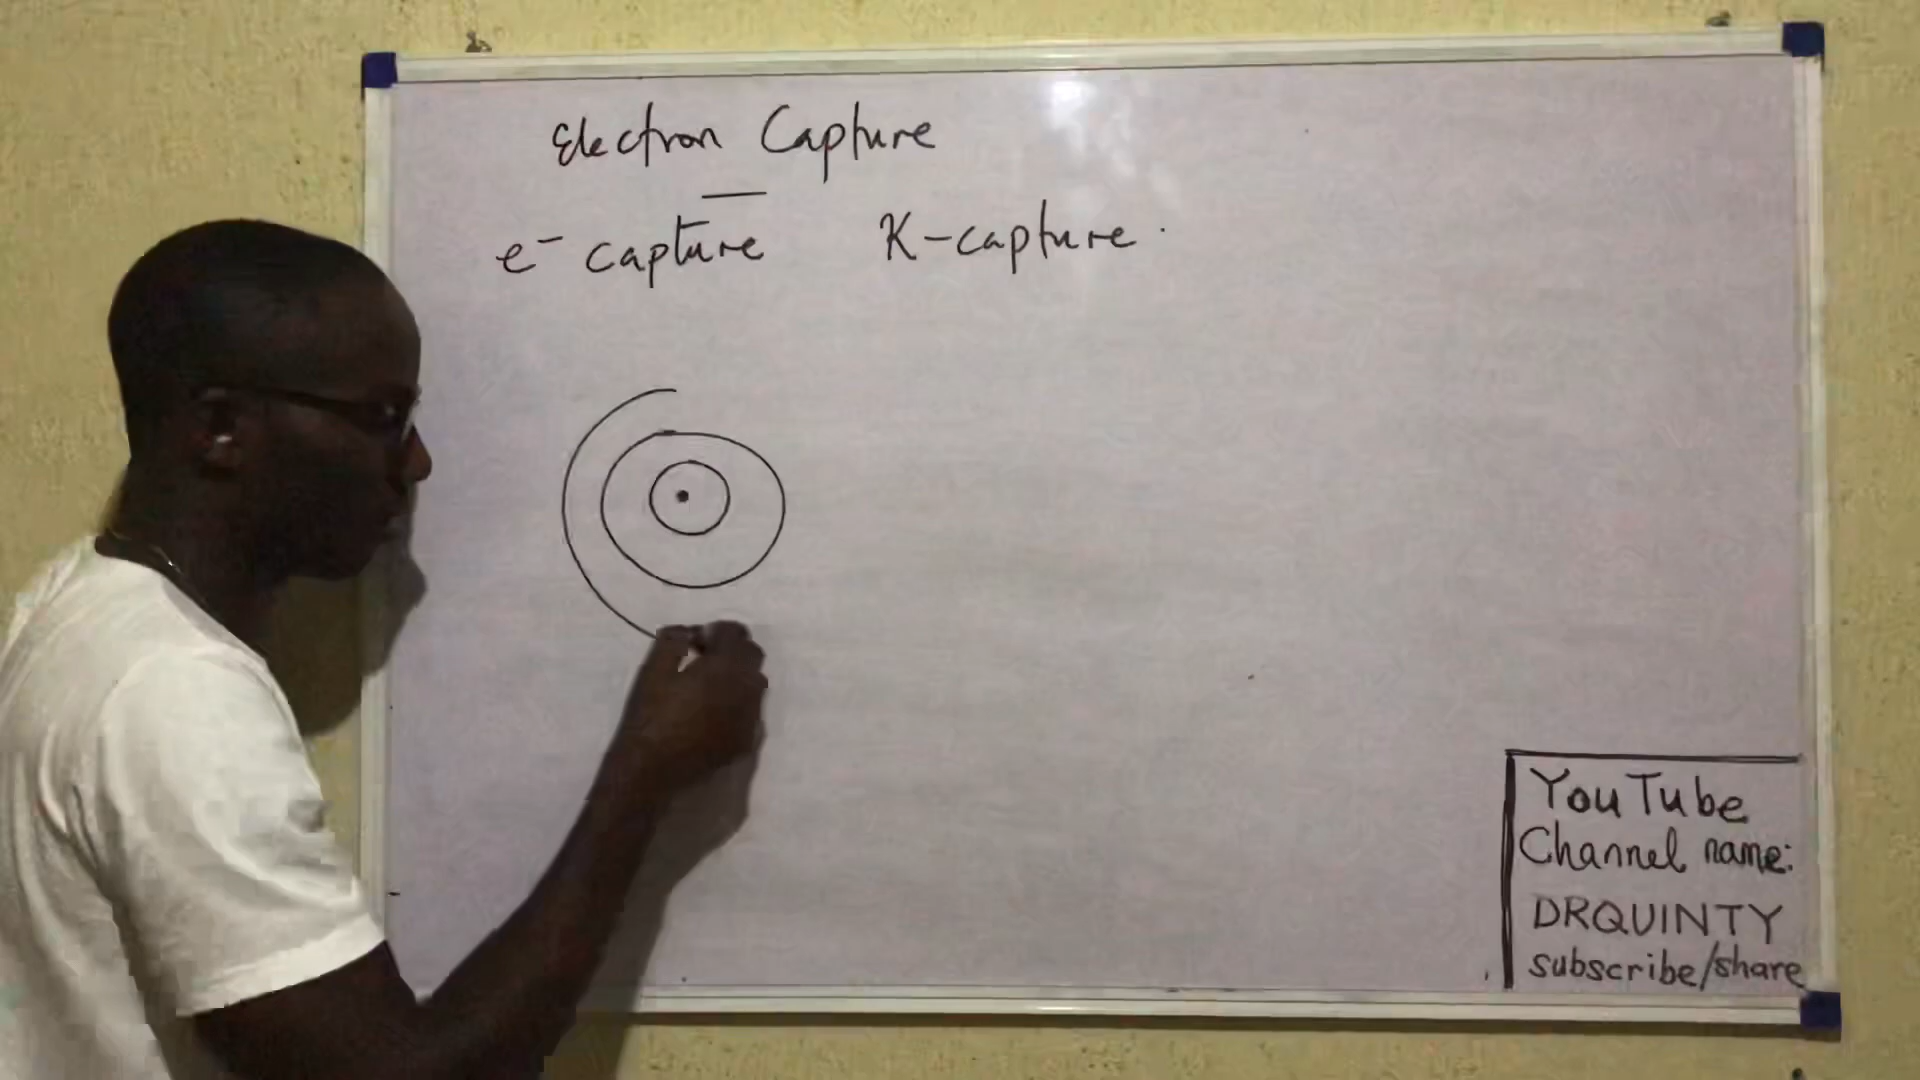 Electron Capture
e⁻ capture K-capture.
YouTube
Channel name:
DRQUINTY
subscribe/share